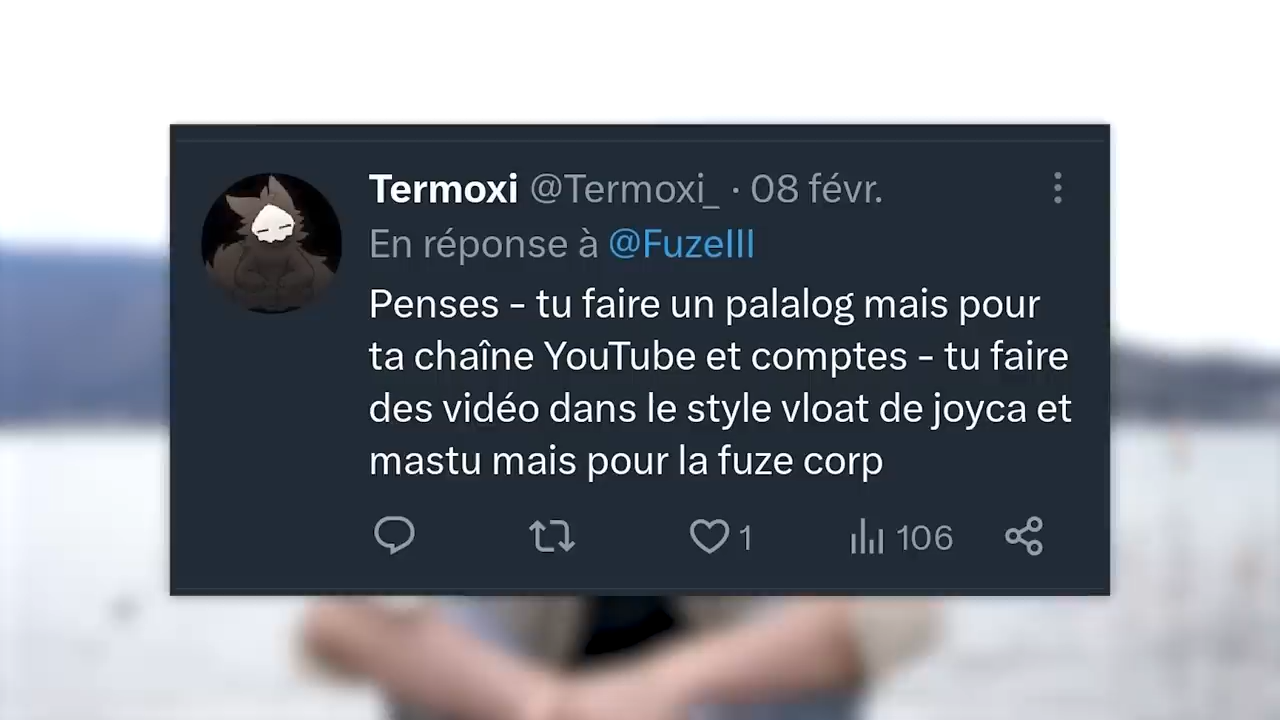 Termoxi @Termoxi_ · 08 févr.
En réponse à @FuzeIII
Penses - tu faire un palalog mais pour
ta chaîne YouTube et comptes - tu faire
des vidéo dans le style vloat de joyca et
mastu mais pour la fuze corp
1
106